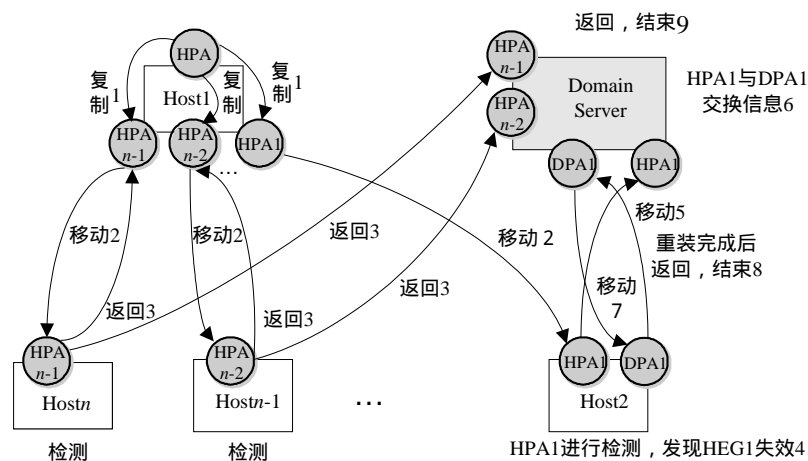 返回，结束9
HPA
HPA
n-1
复制1
复制
复制1
Host1
Domain
Server
HPA1与DPA1
交换信息6
HPA
n-2
HPA
n-1
HPA
n-2
HPA1
...
DPA1
HPA1
移动2
移动2
返回3
移动 2
移动5
重装完成后
返回，结束8
返回3
返回3
返回3
移动
7
HPA
n-1
HPA
n-2
HPA1
DPA1
Hostn
Hostn-1
...
Host2
检测
检测
HPA1进行检测，发现HEG1失效4